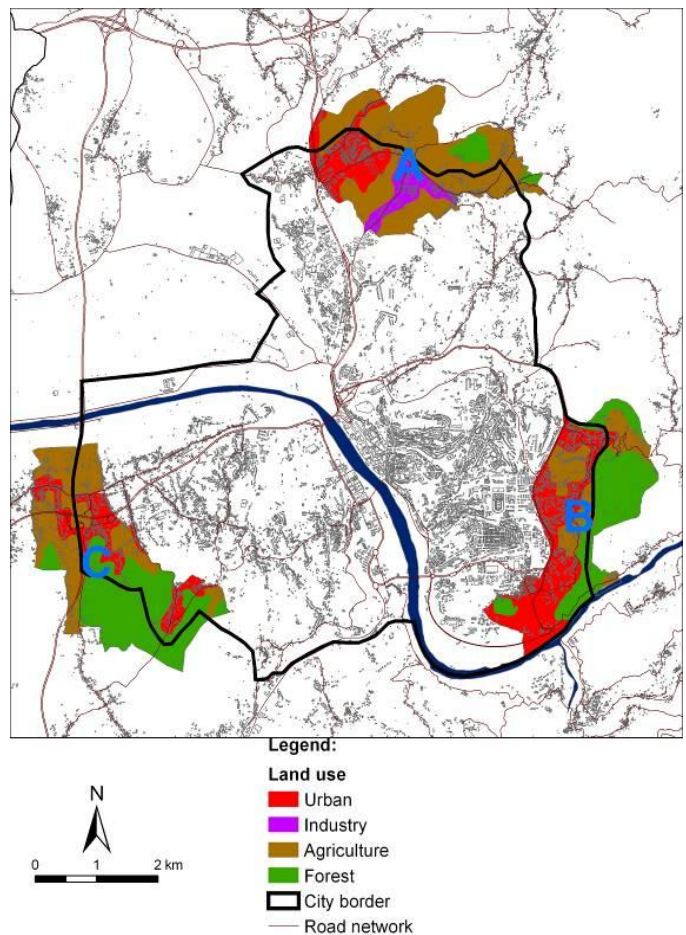 A
B
C
Legend:
Land use
Urban
Industry
Agriculture
Forest
City border
Road network
N
0 1 2 km